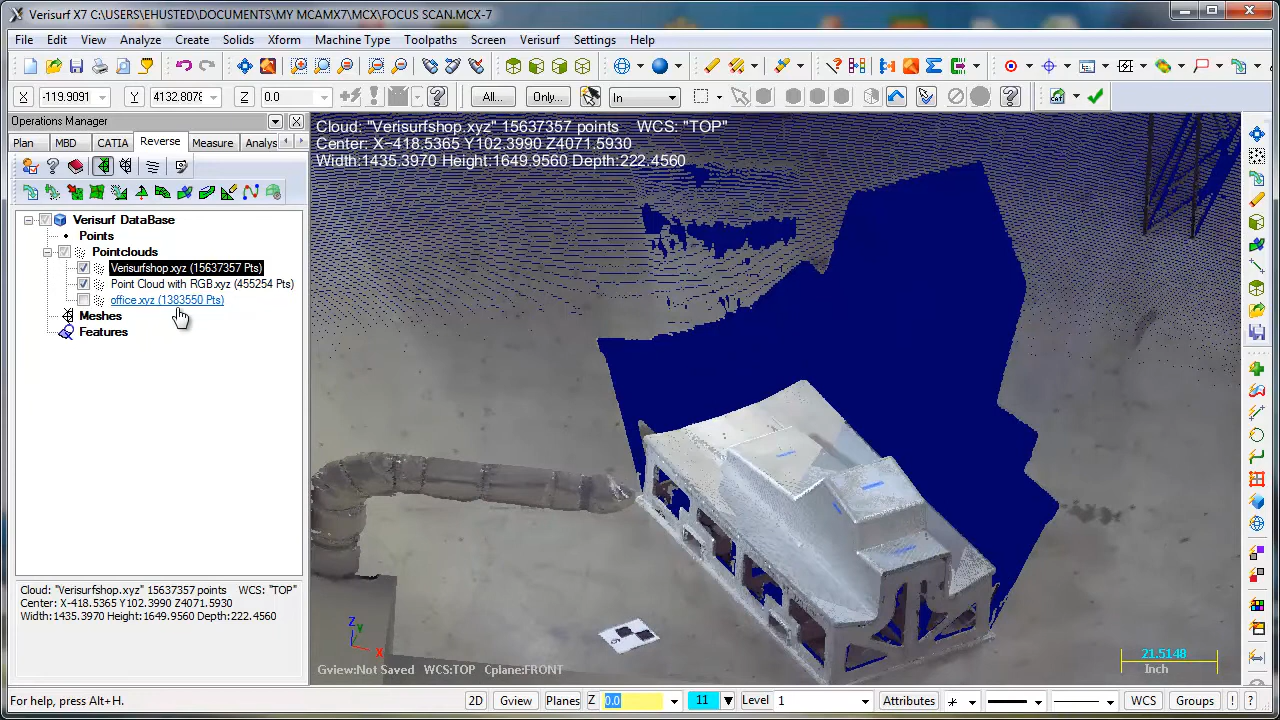 Verisurf X7 C:\USERS\EHUSTED\DOCUMENTS\MY MCAMX7\MCX\FOCUS SCAN.MCX-7
File Edit View Analyze Create Solids Xform Machine Type Toolpaths Screen Verisurf Settings Help
X -119.9091 Y 4132.8079 Z 0.0 All... Only... In
Operations Manager
Plan MBD CATIA Reverse Measure Analys
Verisurf DataBase
Points
Pointclouds
Verisurfshop.xyz (15637357 Pts)
Point Cloud with RGB.xyz (455254 Pts)
office.xyz (1383550 Pts)
Meshes
Features
Cloud: "Verisurfshop.xyz" 15637357 points WCS: "TOP"
Center: X-418.5365 Y102.3990 Z4071.5930
Width:1435.3970 Height:1649.9560 Depth:222.4560
Cloud: "Verisurfshop.xyz" 15637357 points WCS: "TOP"
Center: X-418.5365 Y102.3990 Z4071.5930
Width:1435.3970 Height:1649.9560 Depth:222.4560
Z Y X
Gview:Not Saved WCS:TOP Cplane:FRONT
21.5148
Inch
For help, press Alt+H.
2D Gview Planes Z 0.0 11 Level 1 Attributes WCS Groups ! ?